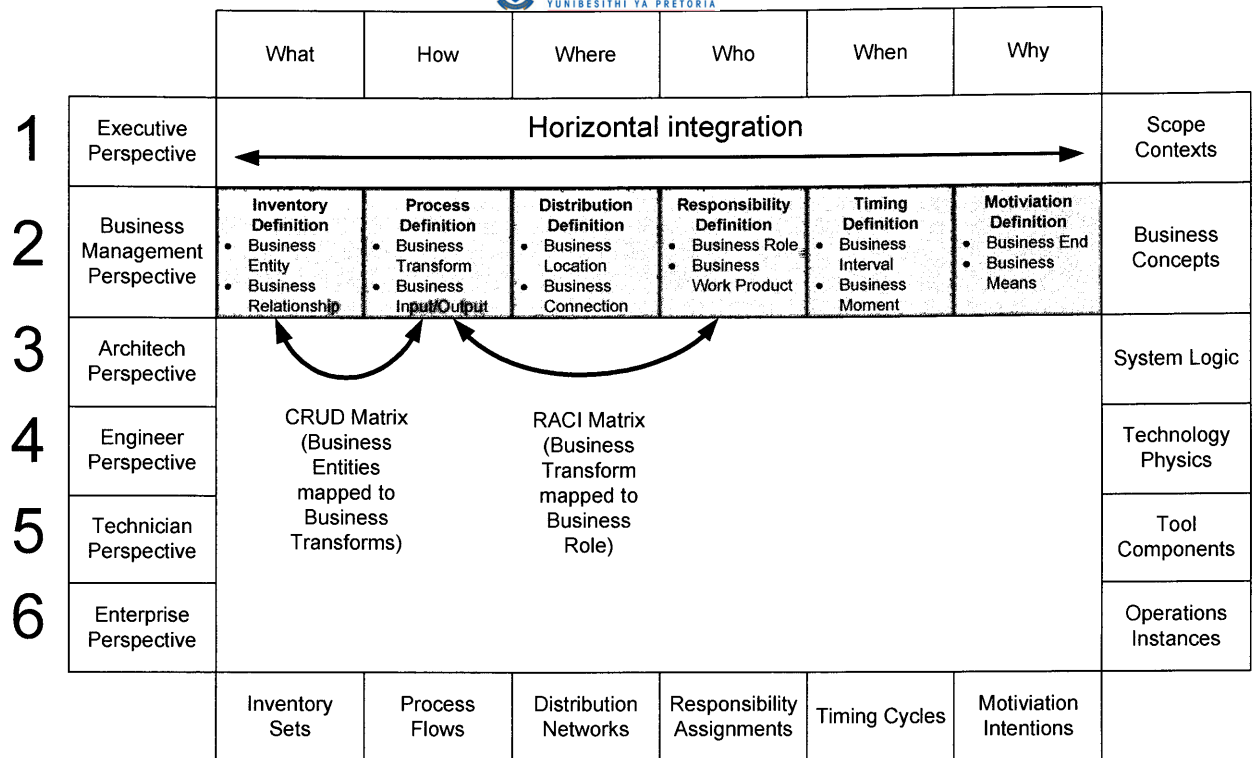 YUNIBESITHI YA PRETORIA
What
How
Where
Who
When
Why
1
Executive
Perspective
Horizontal integration
Scope
Contexts
2
Business
Management
Perspective
Inventory
Definition
• Business
Entity
• Business
Relationship
Process
Definition
• Business
Transform
• Business
Input/Output
Distribution
Definition
• Business
Location
• Business
Connection
Responsibility
Definition
• Business Role
• Business
Work Product
Timing
Definition
• Business
Interval
• Business
Moment
Motiviation
Definition
• Business End
• Business
Means
Business
Concepts
3
Architech
Perspective
System Logic
4
Engineer
Perspective
CRUD Matrix
(Business
Entities
mapped to
Business
Transforms)
RACI Matrix
(Business
Transform
mapped to
Business
Role)
Technology
Physics
5
Technician
Perspective
Tool
Components
6
Enterprise
Perspective
Operations
Instances
Inventory
Sets
Process
Flows
Distribution
Networks
Responsibility
Assignments
Timing Cycles
Motiviation
Intentions